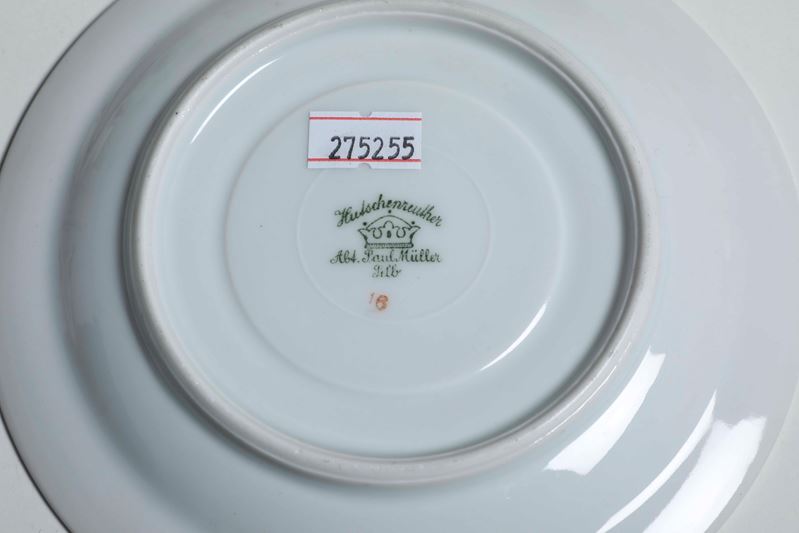 275255
Hutschenreuther
Abt. Paul Müller
Selb
16